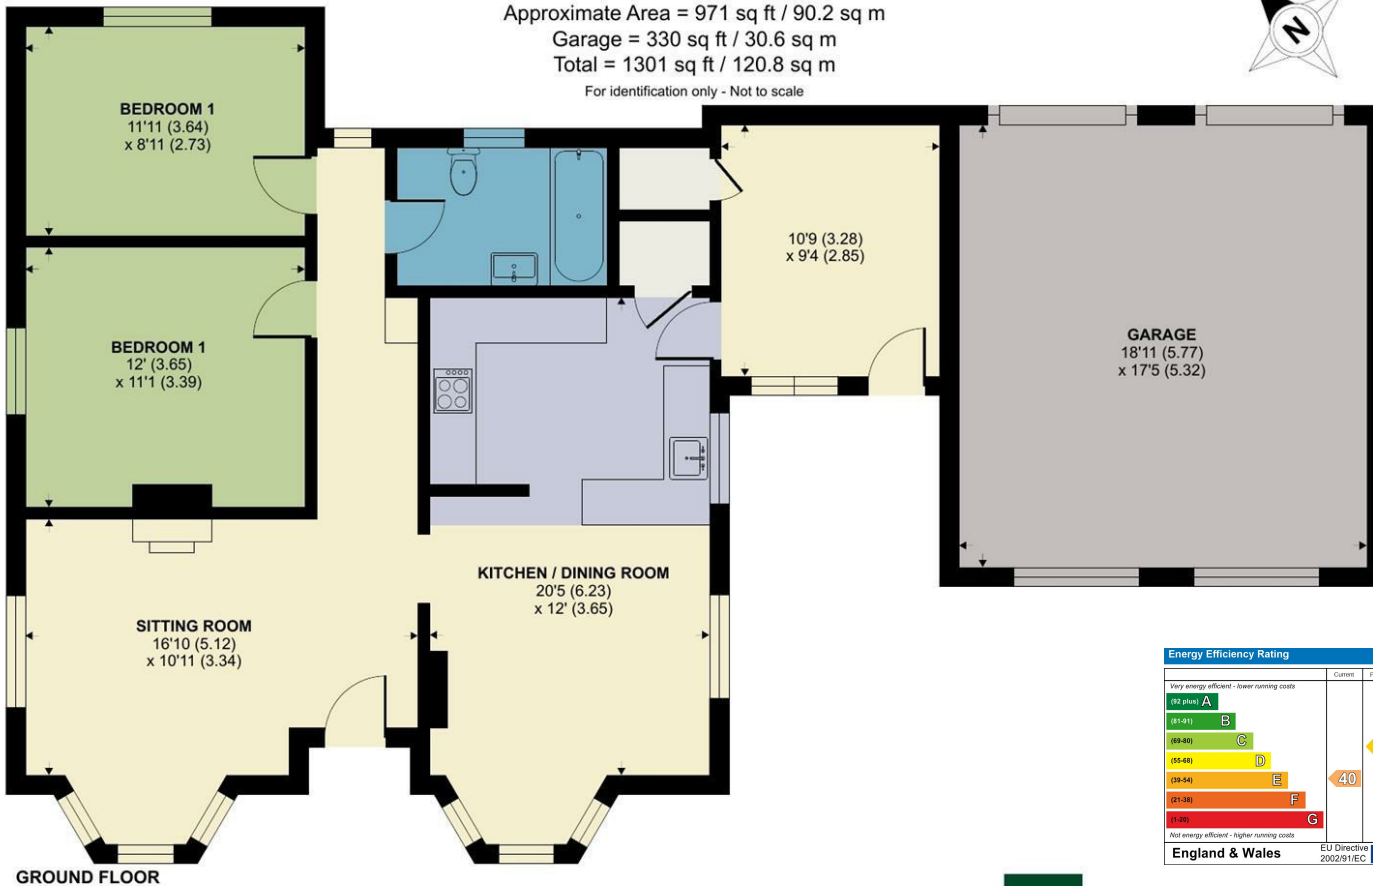 Approximate Area = 971 sq ft / 90.2 sq m
Garage = 330 sq ft / 30.6 sq m
Total = 1301 sq ft / 120.8 sq m
For identification only - Not to scale
N
BEDROOM 1
11'11 (3.64)
x 8'11 (2.73)
BEDROOM 1
12' (3.65)
x 11'1 (3.39)
10'9 (3.28)
x 9'4 (2.85)
GARAGE
18'11 (5.77)
x 17'5 (5.32)
KITCHEN / DINING ROOM
20'5 (6.23)
x 12' (3.65)
SITTING ROOM
16'10 (5.12)
x 10'11 (3.34)
GROUND FLOOR
Energy Efficiency Rating
Current
Very energy efficient - lower running costs
(92 plus) A
(81-91) B
(69-80) C
(55-68) D
(39-54) E
40
(21-38) F
(1-20) G
Not energy efficient - higher running costs
England & Wales
EU Directive
2002/91/EC